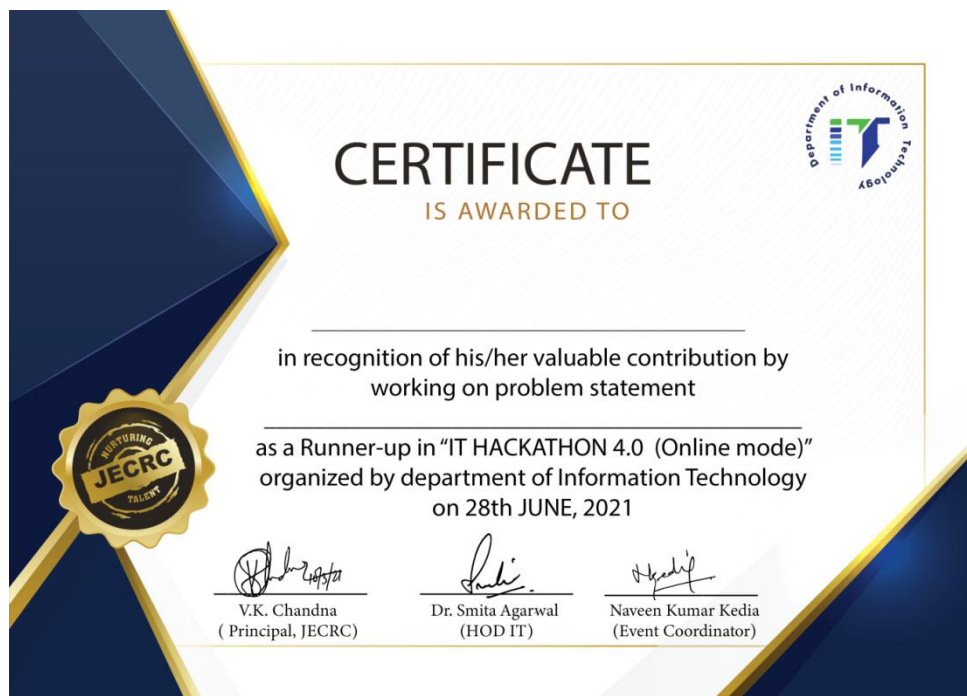 Department of Information Technology
IT
CERTIFICATE
IS AWARDED TO
in recognition of his/her valuable contribution by
working on problem statement
as a Runner-up in “IT HACKATHON 4.0 (Online mode)”
organized by department of Information Technology
on 28th JUNE, 2021
NURTURING
JECRC
TALENT
V.K. Chandna
( Principal, JECRC)
Dr. Smita Agarwal
(HOD IT)
Naveen Kumar Kedia
(Event Coordinator)